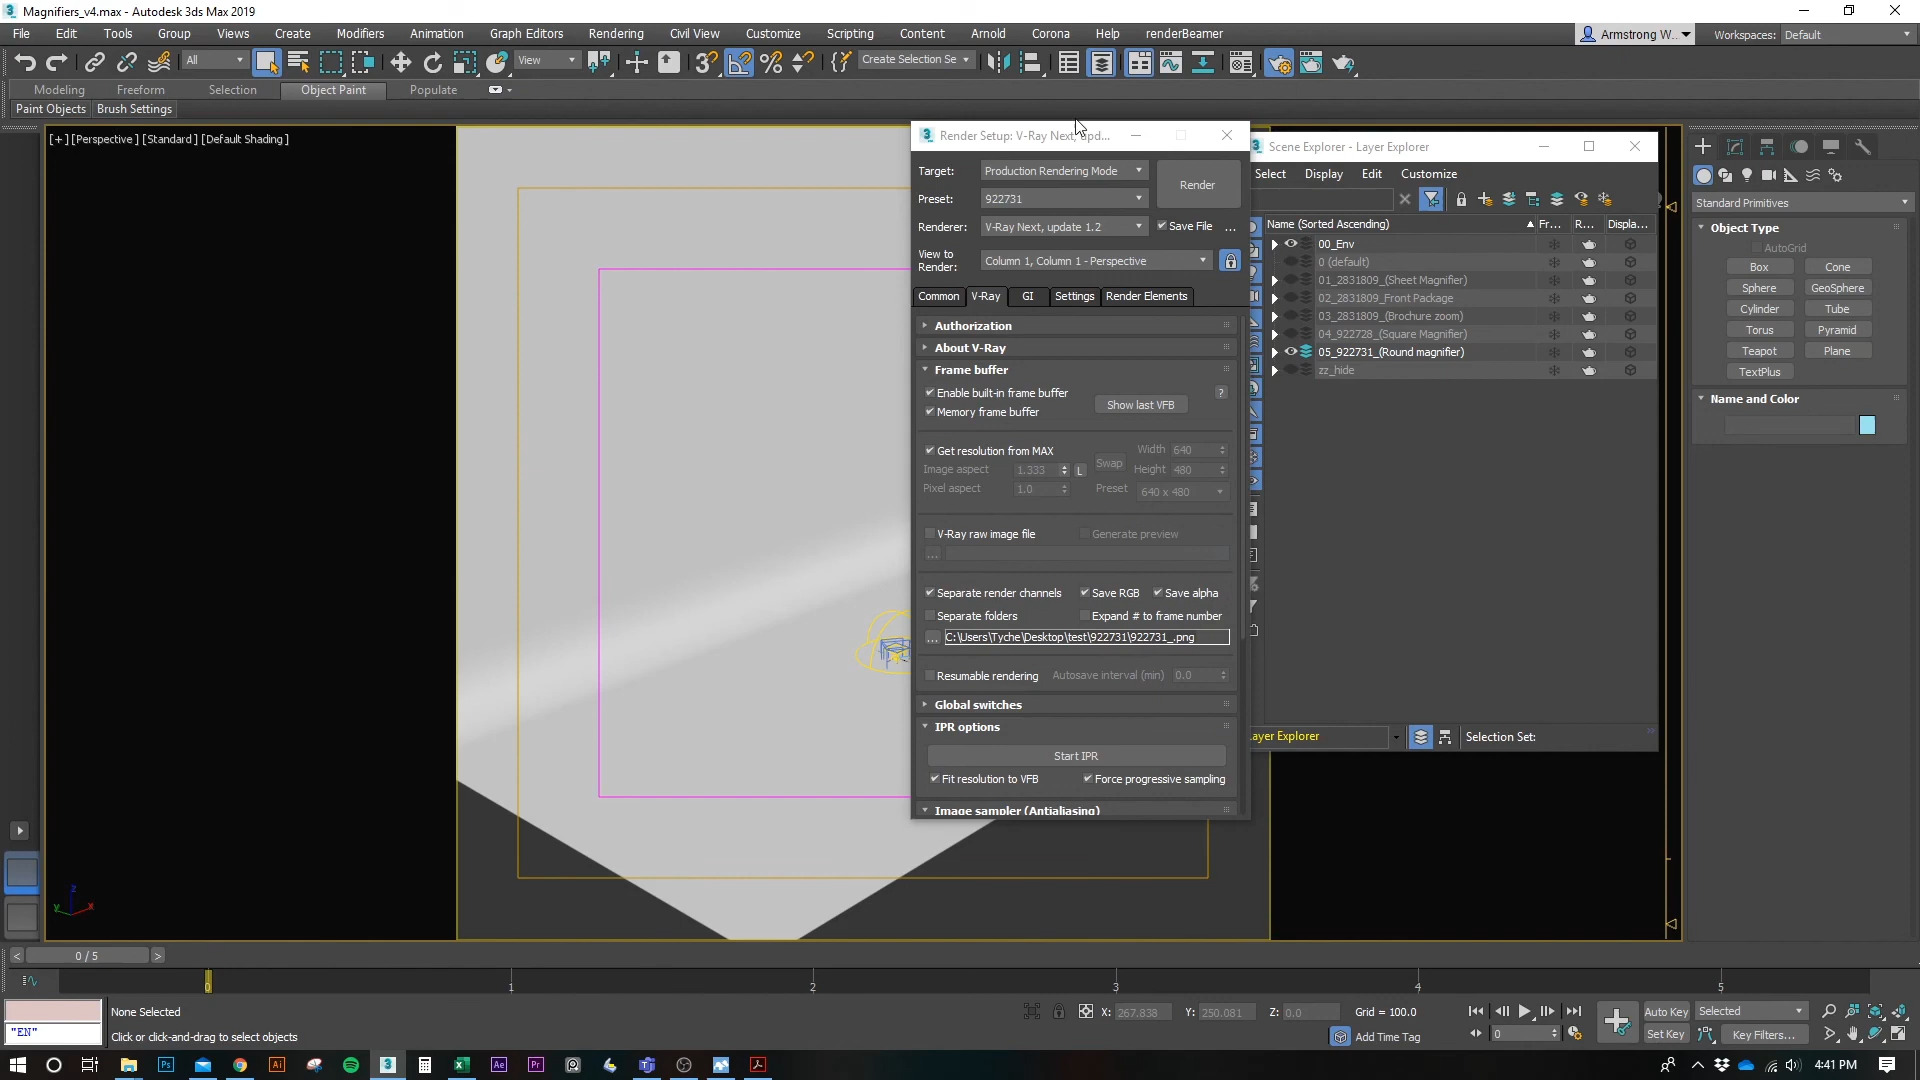 Magnifiers_v4.max - Autodesk 3ds Max 2019
File Edit Tools Group Views Create Modifiers Animation Graph Editors Rendering Civil View Customize Scripting Content Arnold Corona Help renderBeamer Armstrong W... Workspaces: Default
All View Create Selection Se
Modeling Freeform Selection Object Paint Populate
Paint Objects Brush Settings
[+] [Perspective] [Standard] [Default Shading]
Render Setup: V-Ray Next, upd...
Target: Production Rendering Mode
Render
Preset: 922731
Renderer: V-Ray Next, update 1.2 Save File ...
View to Render: Column 1, Column 1 - Perspective
Common V-Ray GI Settings Render Elements
Authorization
About V-Ray
Frame buffer
Enable built-in frame buffer ?
Memory frame buffer Show last VFB
Get resolution from MAX Width 640
Image aspect 1.333 L Swap Height 480
Pixel aspect 1.0 Preset 640 x 480
V-Ray raw image file Generate preview
...
Separate render channels Save RGB Save alpha
Separate folders Expand # to frame number
... C:\Users\Tyche\Desktop\test\922731\922731_.png
Resumable rendering Autosave interval (min) 0.0
Global switches
IPR options
Start IPR
Fit resolution to VFB Force progressive sampling
Image sampler (Antialiasing)
Scene Explorer - Layer Explorer
Select Display Edit Customize
Name (Sorted Ascending) Fr... R... Displa...
00_Env
0 (default)
01_2831809_(Sheet Magnifier)
02_2831809_Front Package
03_2831809_(Brochure zoom)
04_922728_(Square Magnifier)
05_922731_(Round magnifier)
zz_hide
ayer Explorer Selection Set:
Standard Primitives
Object Type
AutoGrid
Box Cone
Sphere GeoSphere
Cylinder Tube
Torus Pyramid
Teapot Plane
TextPlus
Name and Color
z
y x
< 0 / 5 >
0 1 2 3 4 5
None Selected X: 267.838 Y: 250.081 Z: 0.0 Grid = 100.0 Auto Key Selected
"EN" Click or click-and-drag to select objects Add Time Tag 0 Set Key Key Filters...
Ps Ai 3 Ae Pr 4:41 PM